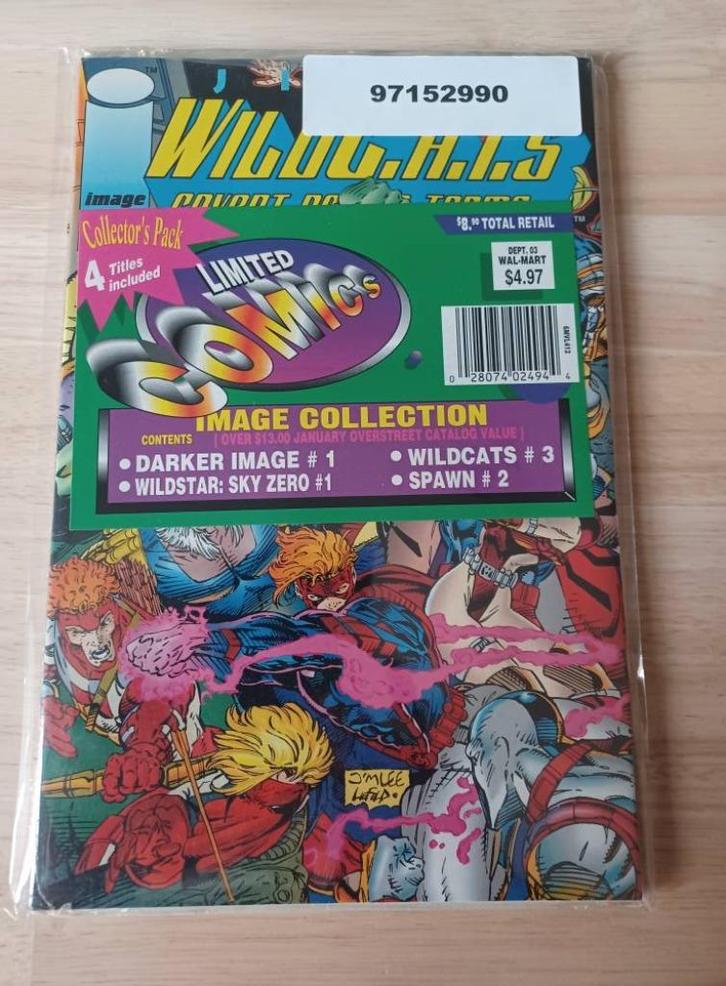 97152990
image
Collector's Pack
4 Titles
included
LIMITED
COMICS
$8.00 TOTAL RETAIL
DEPT. 03
WAL-MART
$4.97
6MVL412
0 28074 02494 4
IMAGE COLLECTION
CONTENTS [ OVER $13.00 JANUARY OVERSTREET CATALOG VALUE ]
• DARKER IMAGE # 1 • WILDCATS # 3
• WILDSTAR: SKY ZERO #1 • SPAWN # 2
JIM LEE